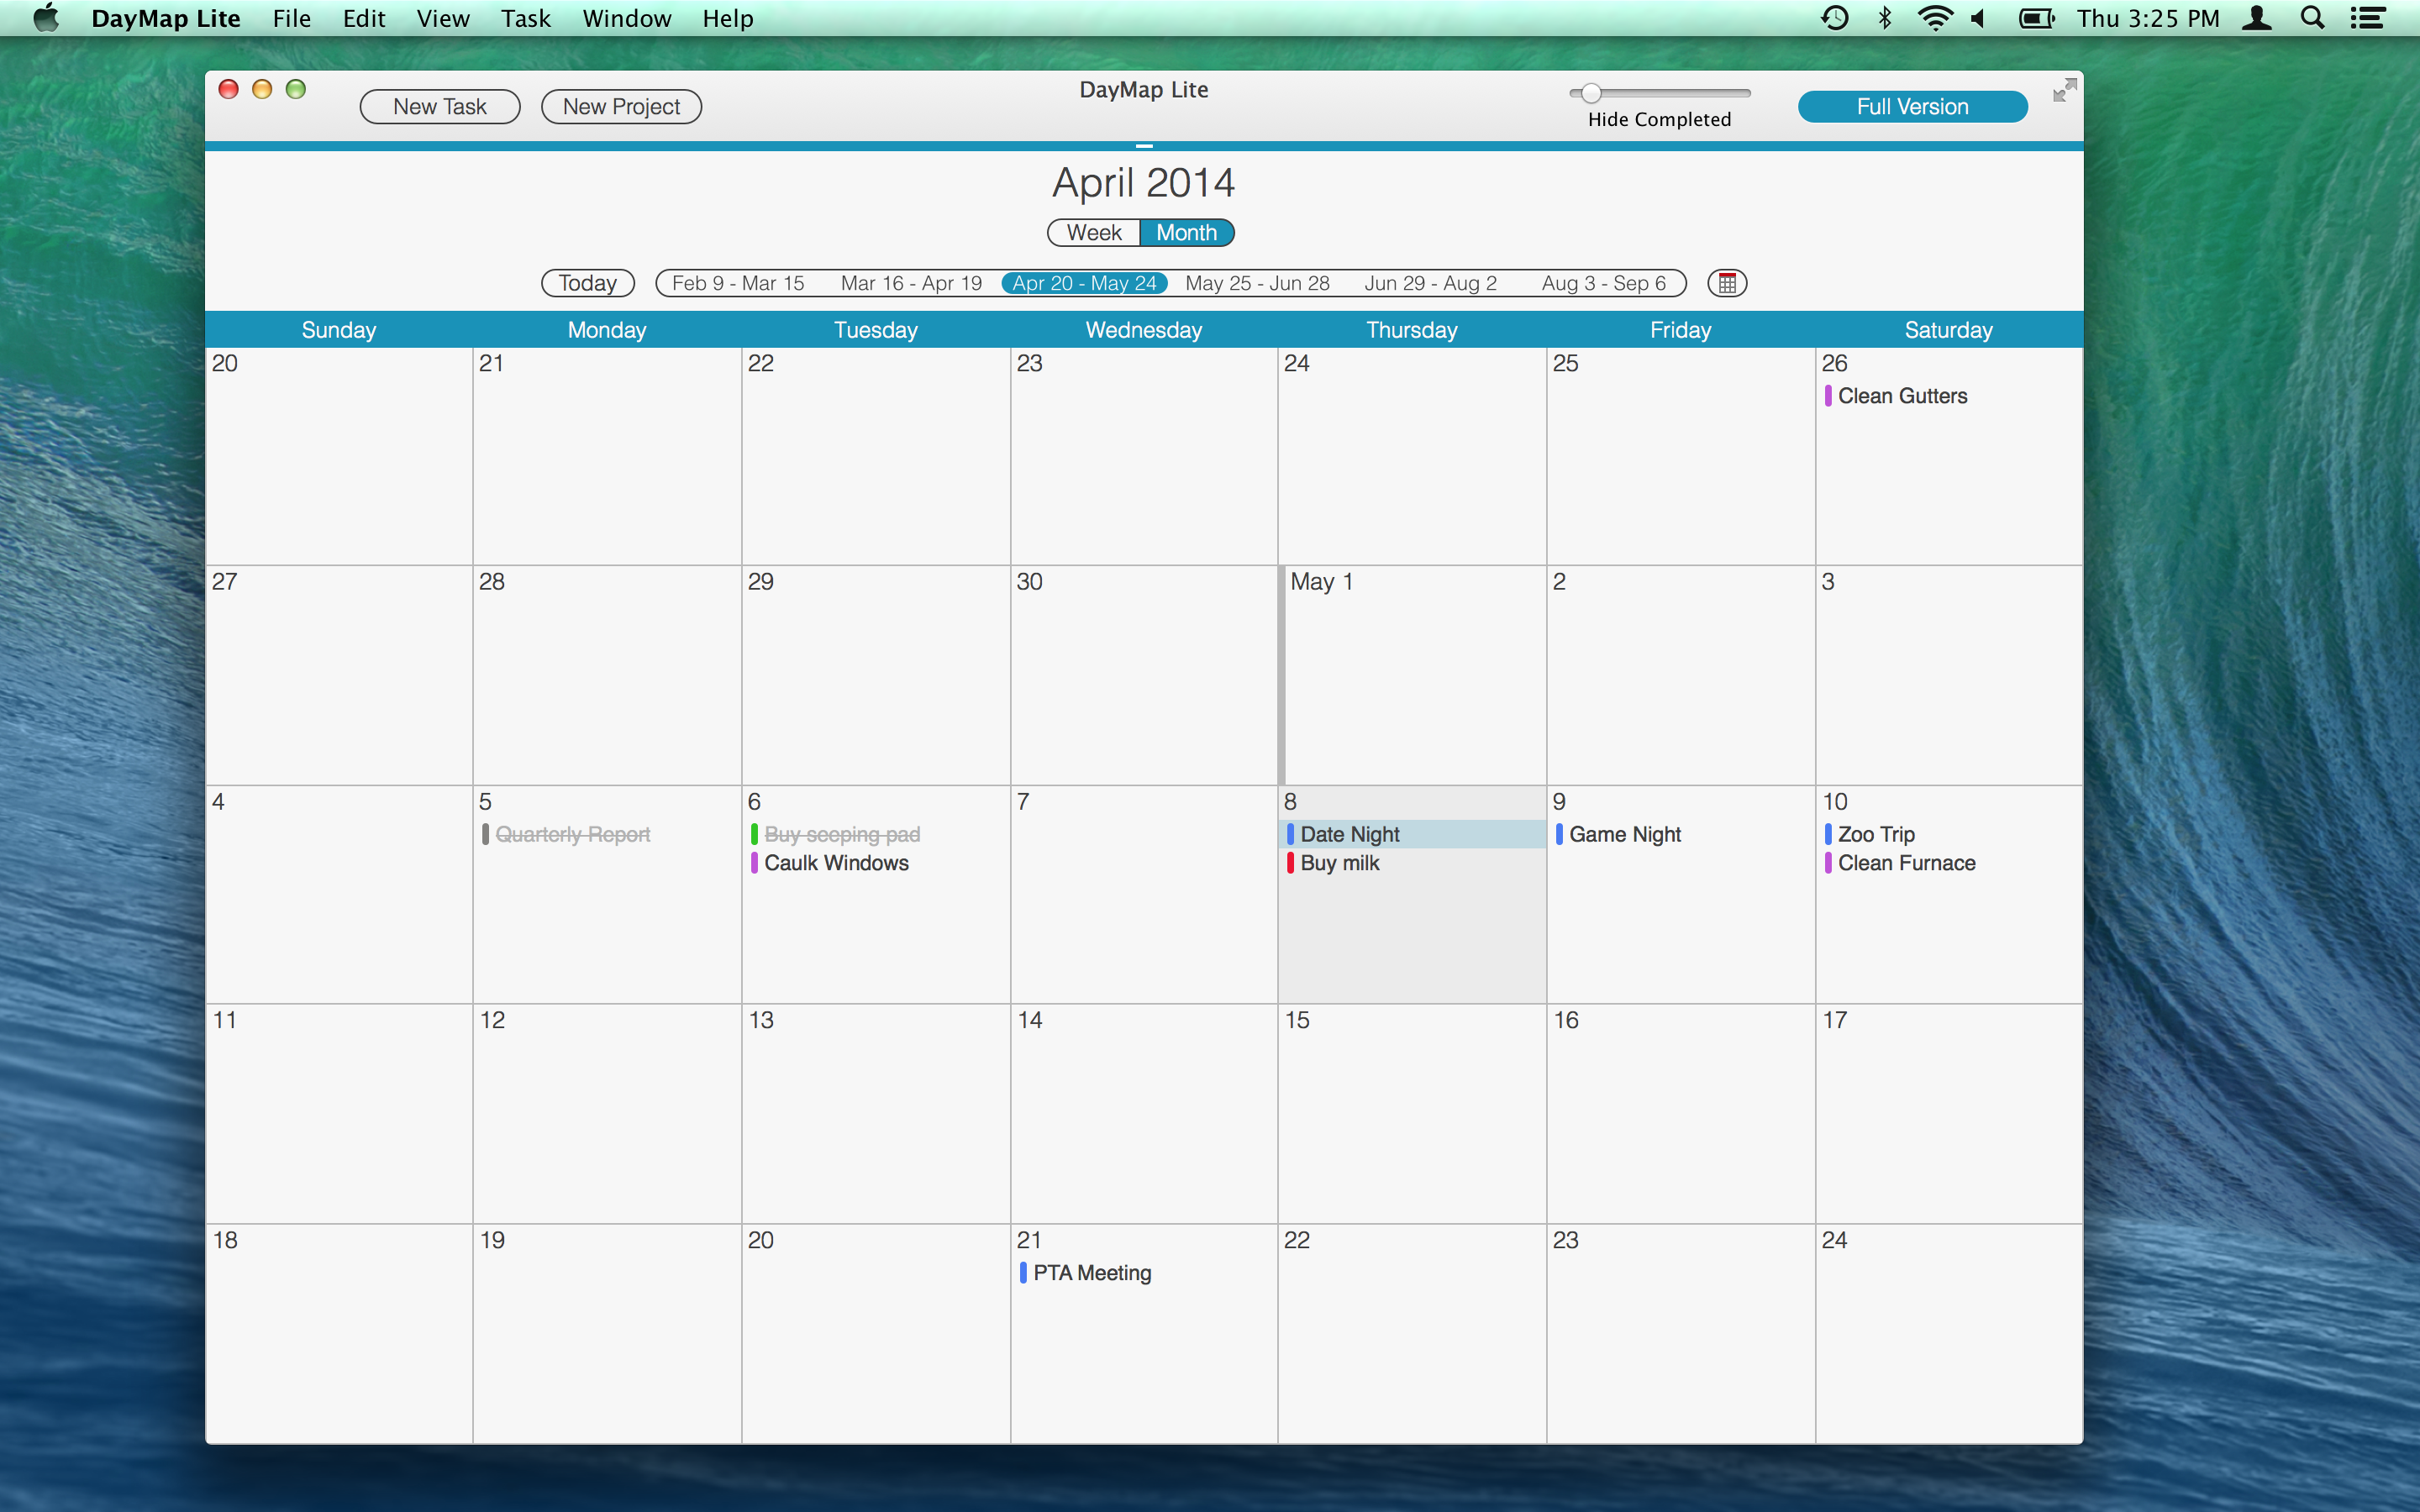 DayMap Lite File Edit View Task Window Help Thu 3:25 PM
DayMap Lite
New Task New Project Full Version
Hide Completed
April 2014
Week Month
Today Feb 9 - Mar 15 Mar 16 - Apr 19 Apr 20 - May 24 May 25 - Jun 28 Jun 29 - Aug 2 Aug 3 - Sep 6
Sunday Monday Tuesday Wednesday Thursday Friday Saturday
20 21 22 23 24 25 26
Clean Gutters
27 28 29 30 May 1 2 3
4 5 6 7 8 9 10
Quarterly Report Buy seeping pad Date Night Game Night Zoo Trip
Caulk Windows Buy milk Clean Furnace
11 12 13 14 15 16 17
18 19 20 21 22 23 24
PTA Meeting